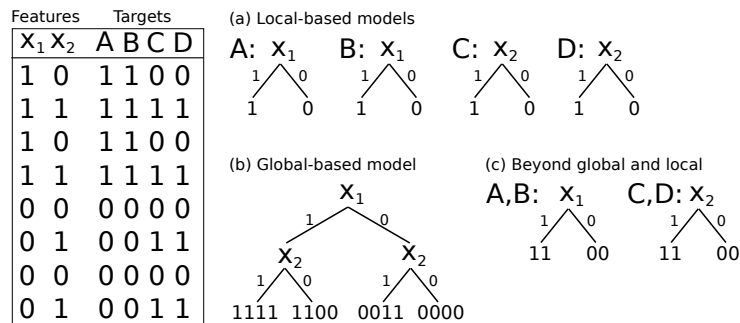 Features Targets
x1 x2 A B C D
1 0 1 1 0 0
1 1 1 1 1 1
1 0 1 1 0 0
1 1 1 1 1 1
0 0 0 0 0 0
0 1 0 0 1 1
0 0 0 0 0 0
0 1 0 0 1 1
(a) Local-based models
A: x1 B: x1 C: x2 D: x2
1 0 1 0 1 0 1 0
1 0 1 0 1 0 1 0
(b) Global-based model
x1
1 0
x2 x2
1 0 1 0
1111 1100 0011 0000
(c) Beyond global and local
A,B: x1 C,D: x2
1 0 1 0
11 00 11 00